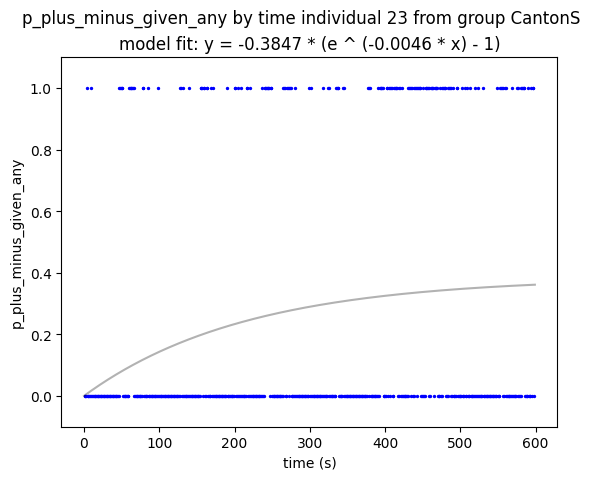 p_plus_minus_given_any by time individual 23 from group CantonS
model fit: y = -0.3847 * (e ^ (-0.0046 * x) - 1)
1.0
0.8
0.6
0.4
0.2
0.0
p_plus_minus_given_any
0 100 200 300 400 500 600
time (s)